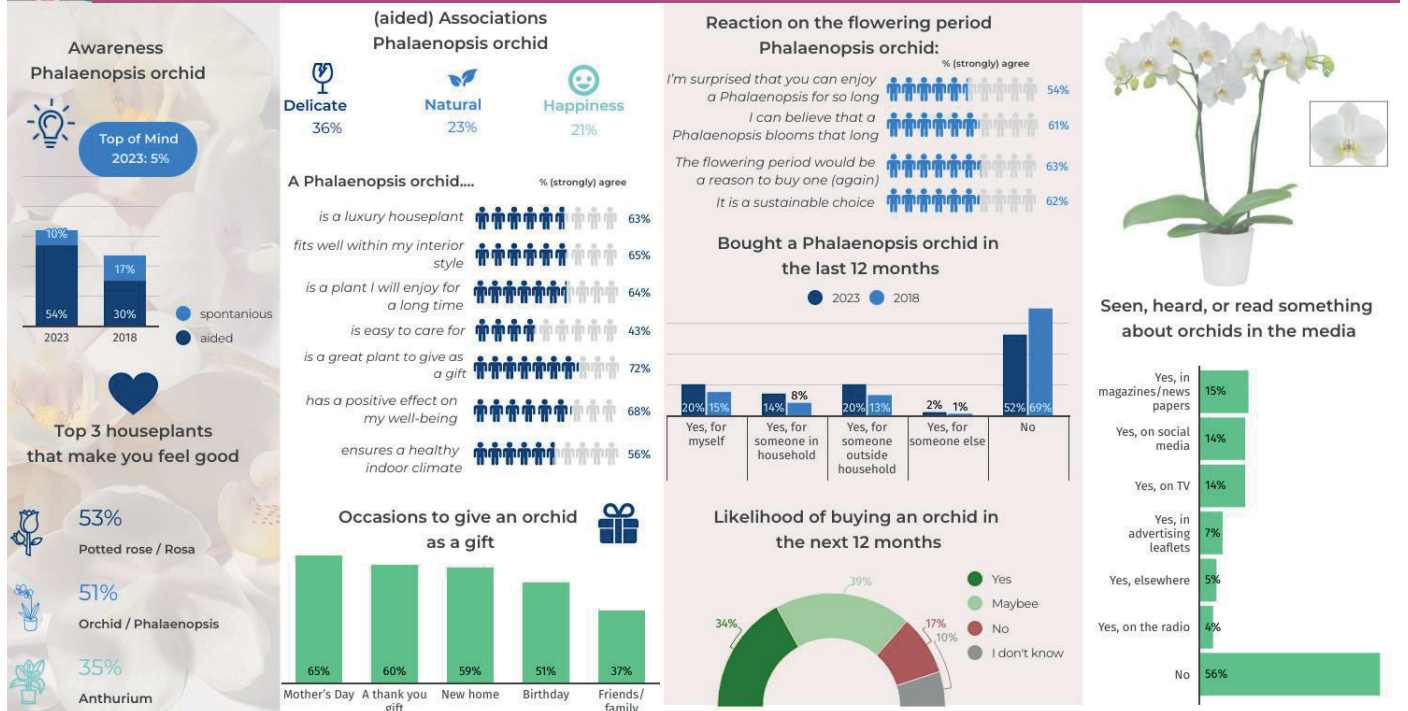 Awareness
Phalaenopsis orchid
Top of Mind
2023: 5%
10%
17%
54%
30%
2023
2018
spontanious
aided
Top 3 houseplants
that make you feel good
53%
Potted rose / Rosa
51%
Orchid / Phalaenopsis
35%
Anthurium
(aided) Associations
Phalaenopsis orchid
Delicate
36%
Natural
23%
Happiness
21%
A Phalaenopsis orchid....
% (strongly) agree
is a luxury houseplant
63%
fits well within my interior
style
65%
is a plant I will enjoy for
a long time
64%
is easy to care for
43%
is a great plant to give as
a gift
72%
has a positive effect on
my well-being
68%
ensures a healthy
indoor climate
56%
Occasions to give an orchid
as a gift
65%
60%
59%
51%
37%
Mother's Day
A thank you
gift
New home
Birthday
Friends/
family
Reaction on the flowering period
Phalaenopsis orchid:
% (strongly) agree
I'm surprised that you can enjoy
a Phalaenopsis for so long
54%
I can believe that a
Phalaenopsis blooms that long
61%
The flowering period would be
a reason to buy one (again)
63%
It is a sustainable choice
62%
Bought a Phalaenopsis orchid in
the last 12 months
2023
2018
20%
15%
14%
8%
20%
13%
2%
1%
52%
69%
Yes, for
myself
Yes, for
someone in
household
Yes, for
someone
outside
household
Yes, for
someone else
No
Likelihood of buying an orchid in
the next 12 months
34%
39%
17%
10%
Yes
Maybee
No
I don't know
Seen, heard, or read something
about orchids in the media
Yes, in
magazines/news
papers
15%
Yes, on social
media
14%
Yes, on TV
14%
Yes, in
advertising
leaflets
7%
Yes, elsewhere
5%
Yes, on the radio
4%
No
56%